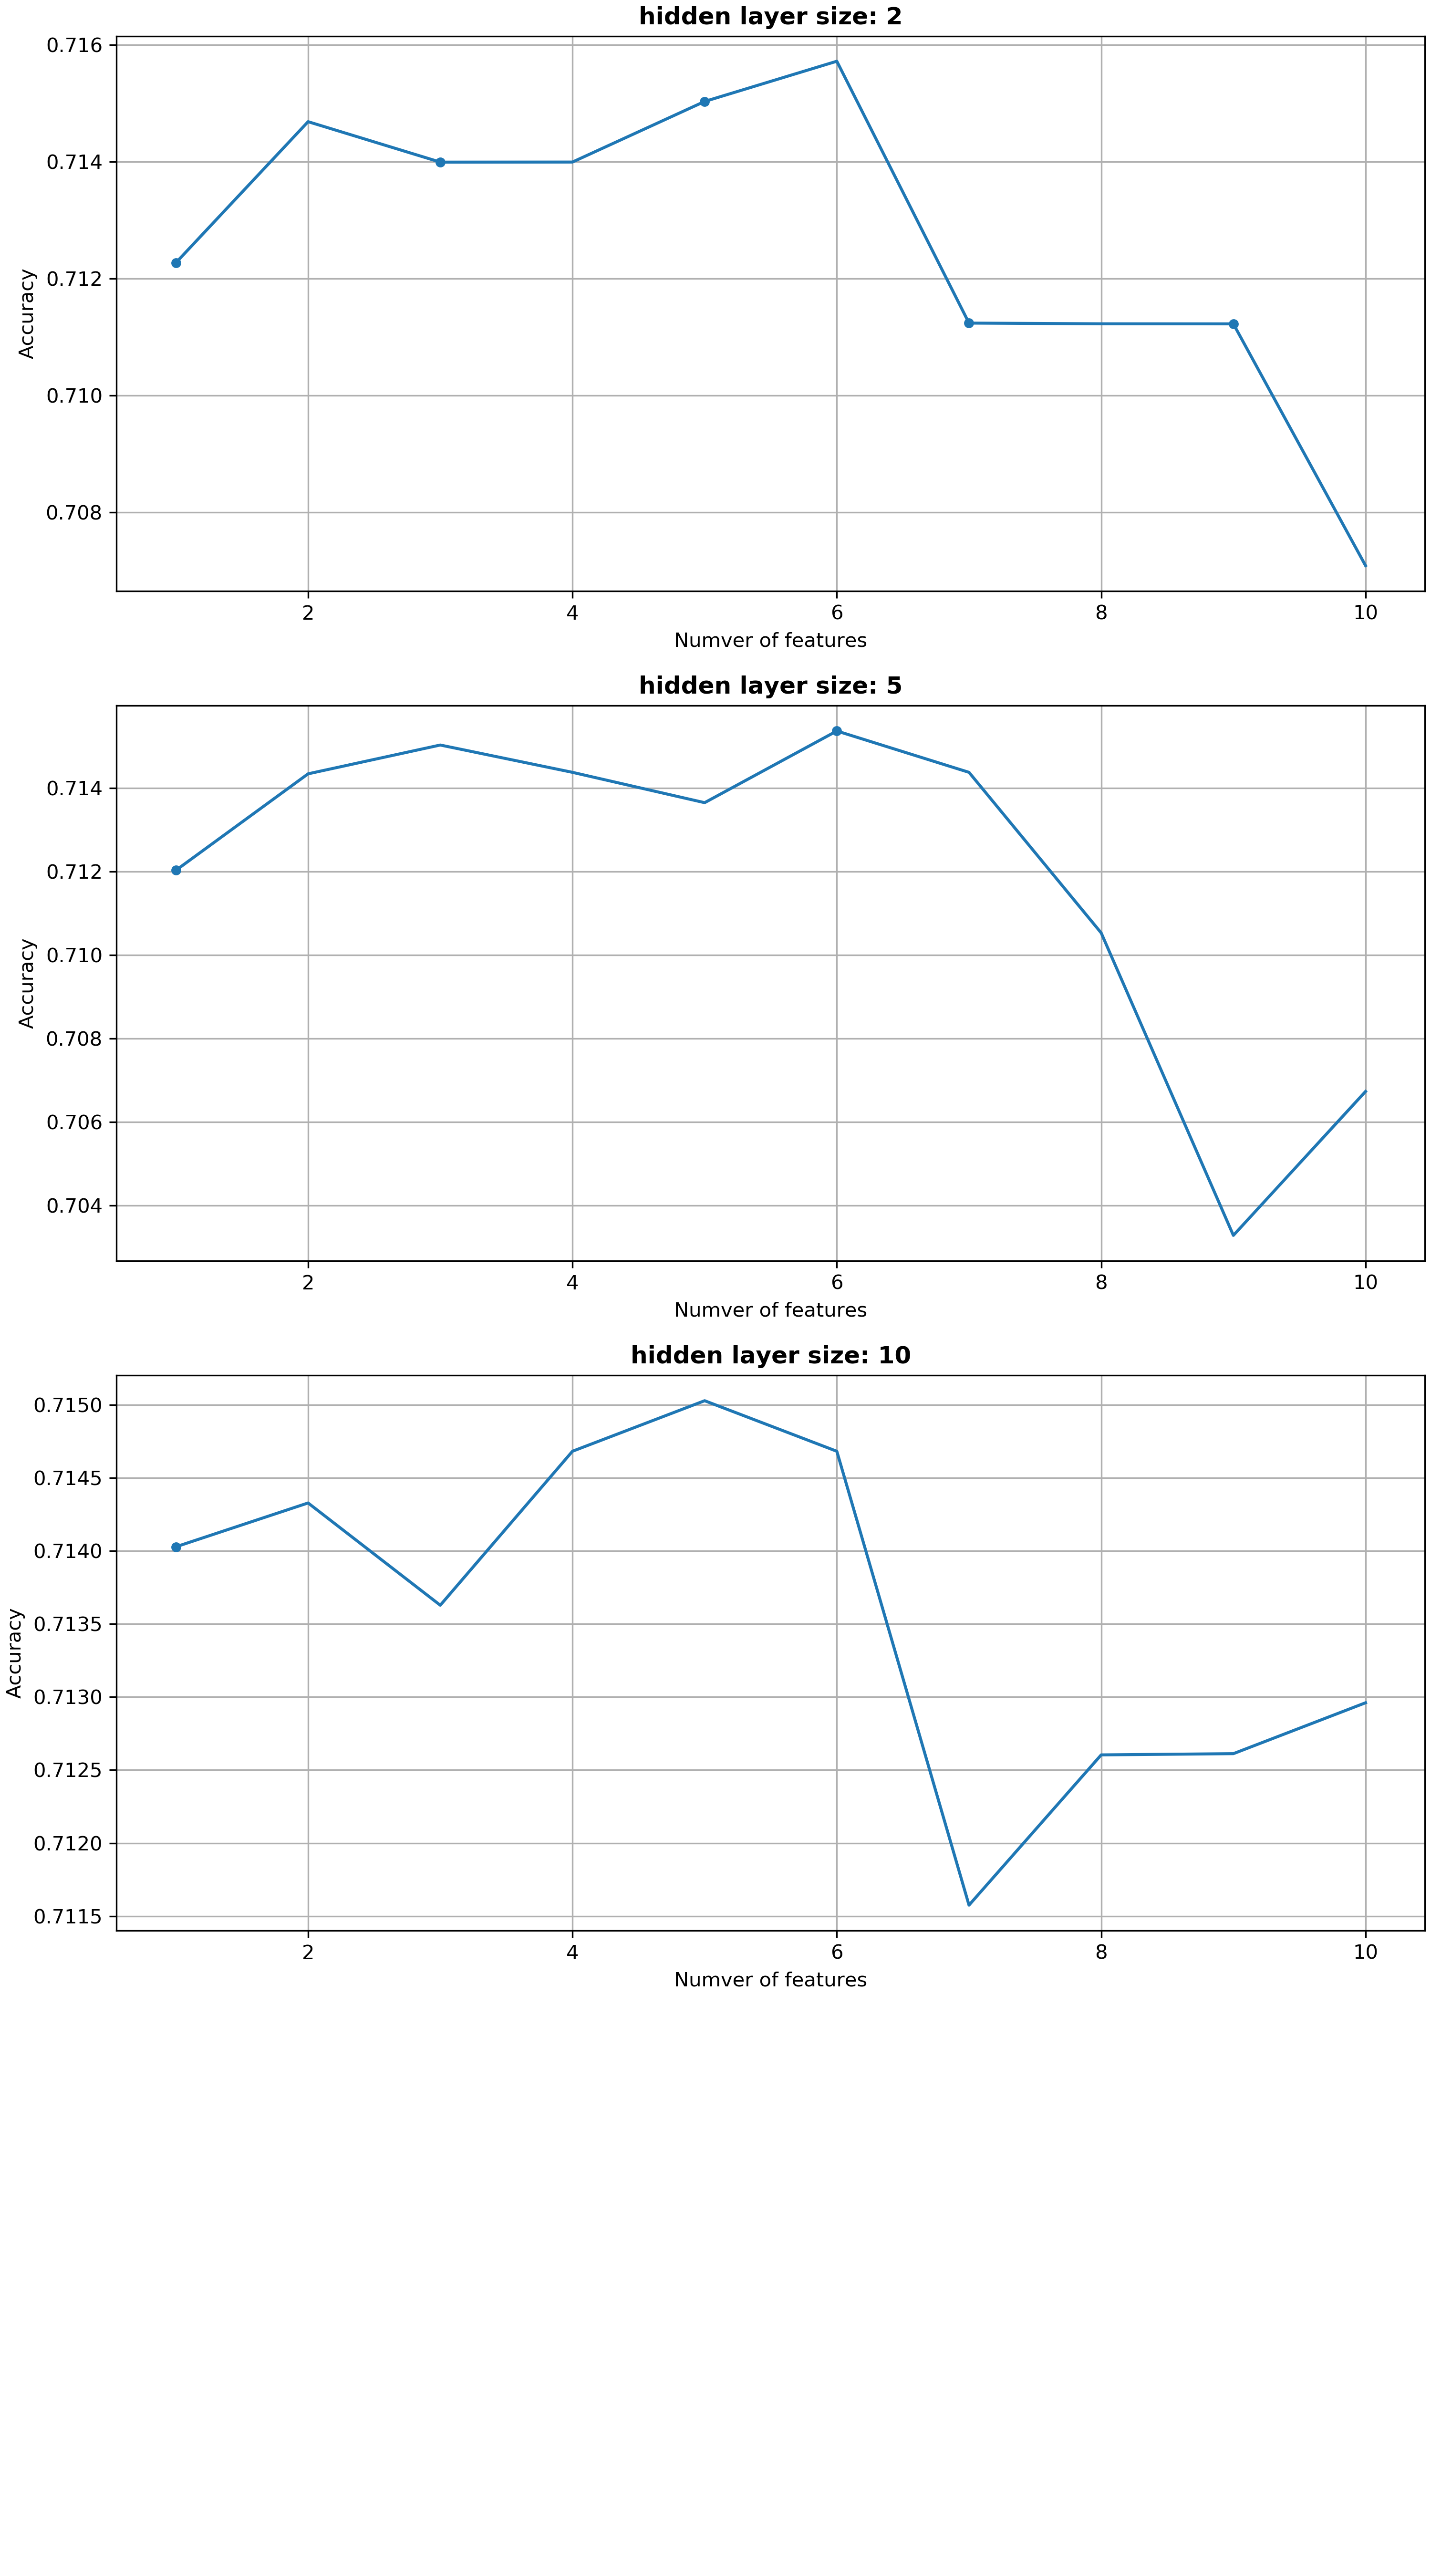 hidden layer size: 2
0.716
0.714
0.712
0.710
0.708
Accuracy
2 4 6 8 10
Numver of features
hidden layer size: 5
0.714
0.712
0.710
0.708
0.706
0.704
Accuracy
2 4 6 8 10
Numver of features
hidden layer size: 10
0.7150
0.7145
0.7140
0.7135
0.7130
0.7125
0.7120
0.7115
Accuracy
2 4 6 8 10
Numver of features